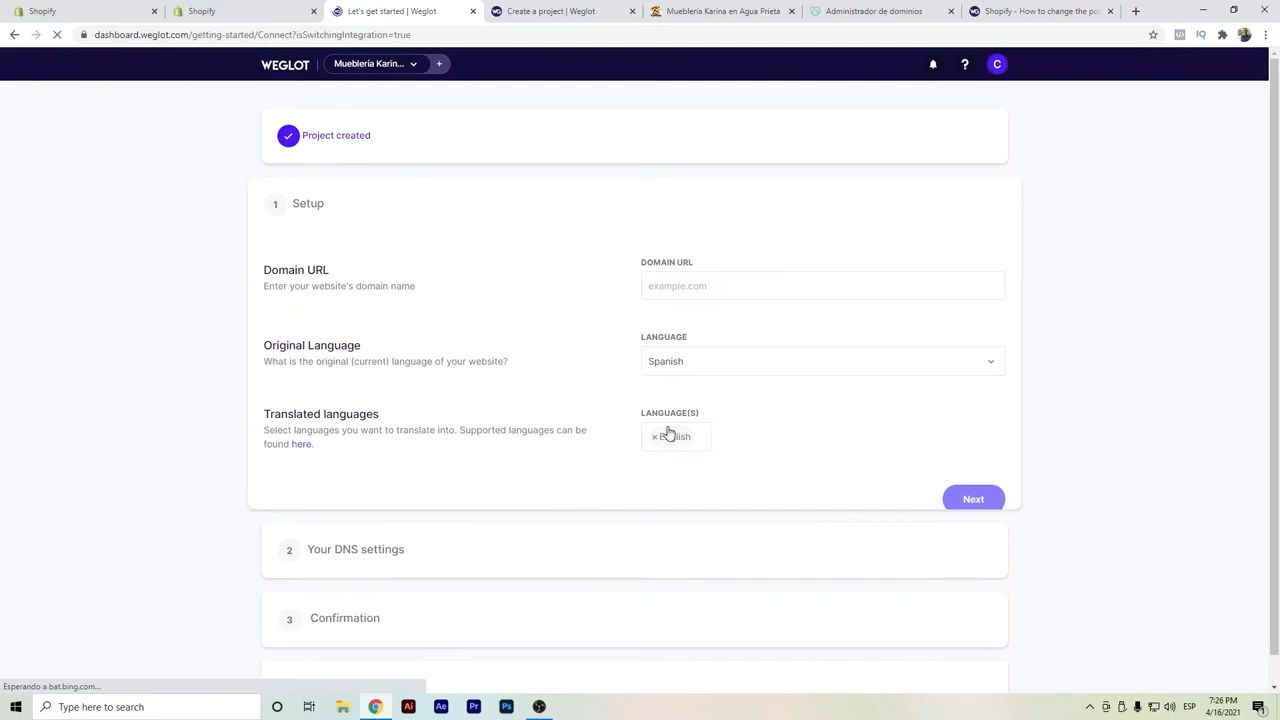 Shopify
Shopify
Let's get started | Weglot
Create a project | Weglot
Mueblería Karina en Agua Prieta
Administrador de dominios
Shopify - How to change the po
dashboard.weglot.com/getting-started/Connect?isSwitchingIntegration=true
WEGLOT
Mueblería Karin...
+
?
C
Project created
1
Setup
Domain URL
Enter your website's domain name
DOMAIN URL
example.com
Original Language
What is the original (current) language of your website?
LANGUAGE
Spanish
Translated languages
Select languages you want to translate into. Supported languages can be
found here.
LANGUAGE(S)
× English
Next
2
Your DNS settings
3
Confirmation
Esperando a bat.bing.com...
Type here to search
Ai
Ae
Pr
Ps
ESP
7:26 PM
4/16/2021